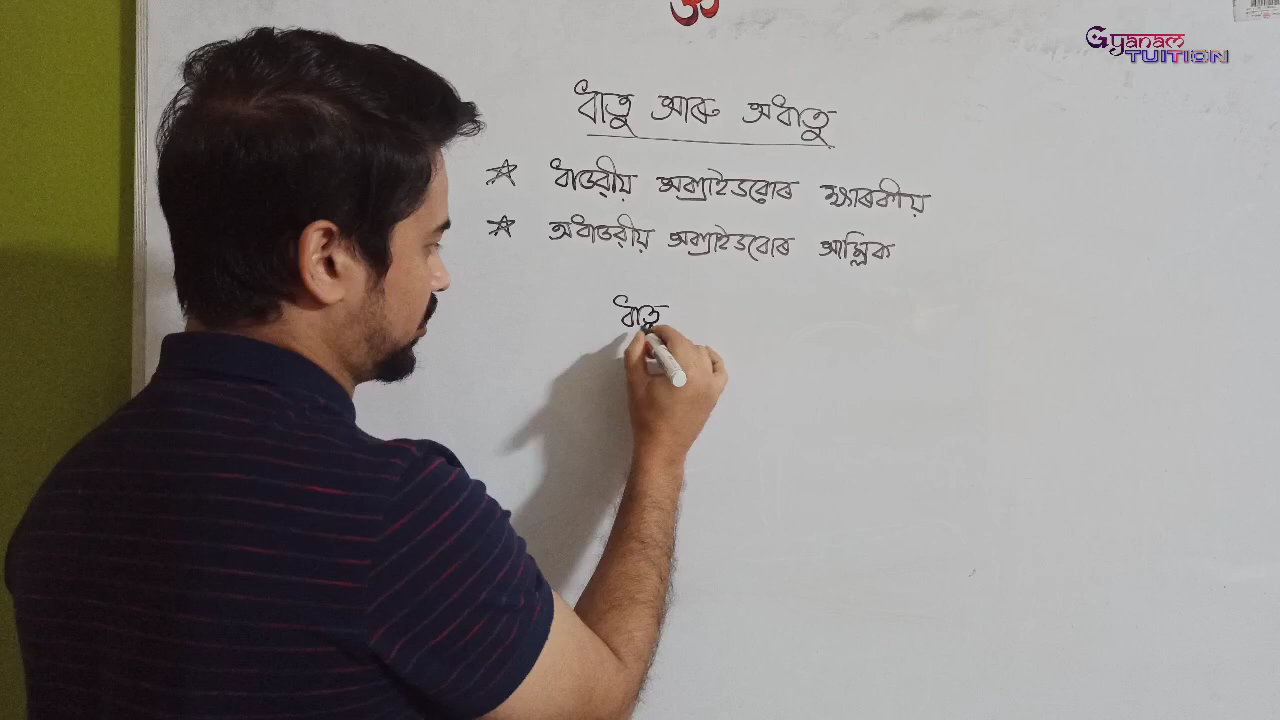 ॐ
Gyanam
TUITION
ধাতু আৰু অধাতু
☆ ধাতৱীয় অক্সাইডবোৰ ক্ষাৰকীয়
☆ অধাতৱীয় অক্সাইডবোৰ আম্লিক
ধাতু